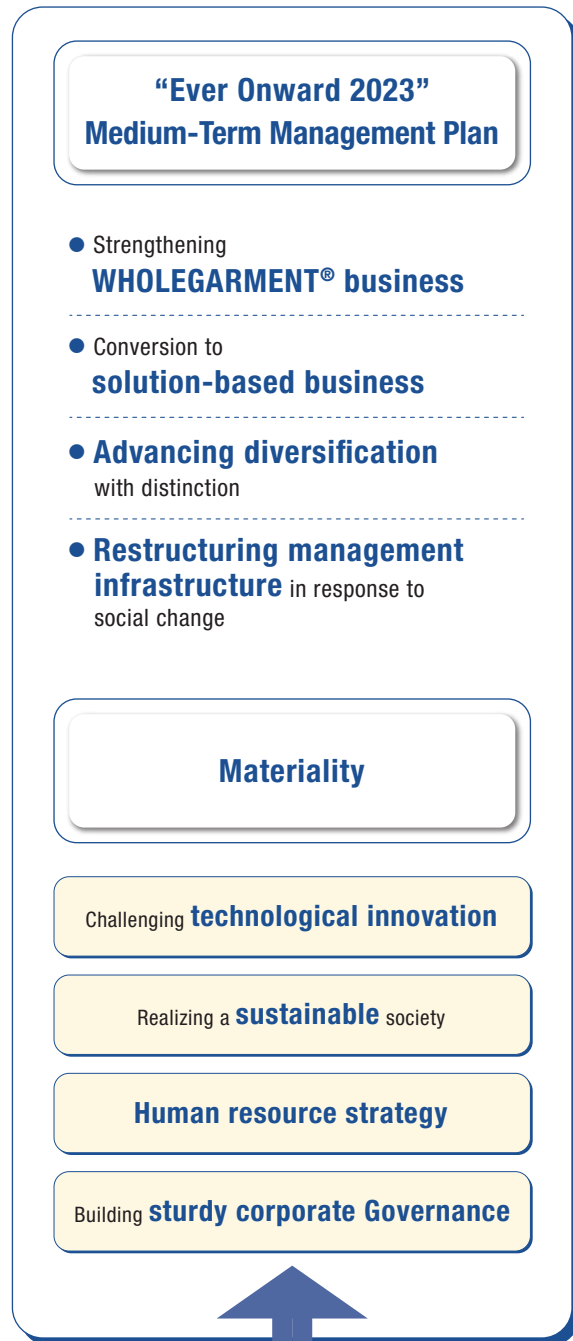 “Ever Onward 2023”
Medium-Term Management Plan
● Strengthening
WHOLEGARMENT® business
● Conversion to
solution-based business
● Advancing diversification
with distinction
● Restructuring management
infrastructure in response to
social change
Materiality
Challenging technological innovation
Realizing a sustainable society
Human resource strategy
Building sturdy corporate Governance